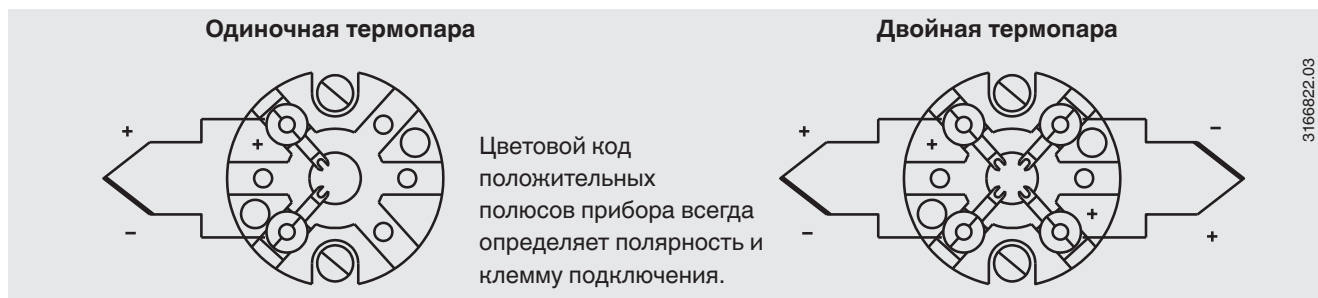 Одиночная термопара
Двойная термопара
+
+
−
Цветовой код
положительных
полюсов прибора всегда
определяет полярность и
клемму подключения.
+
+
−
−
+
+
3166822.03